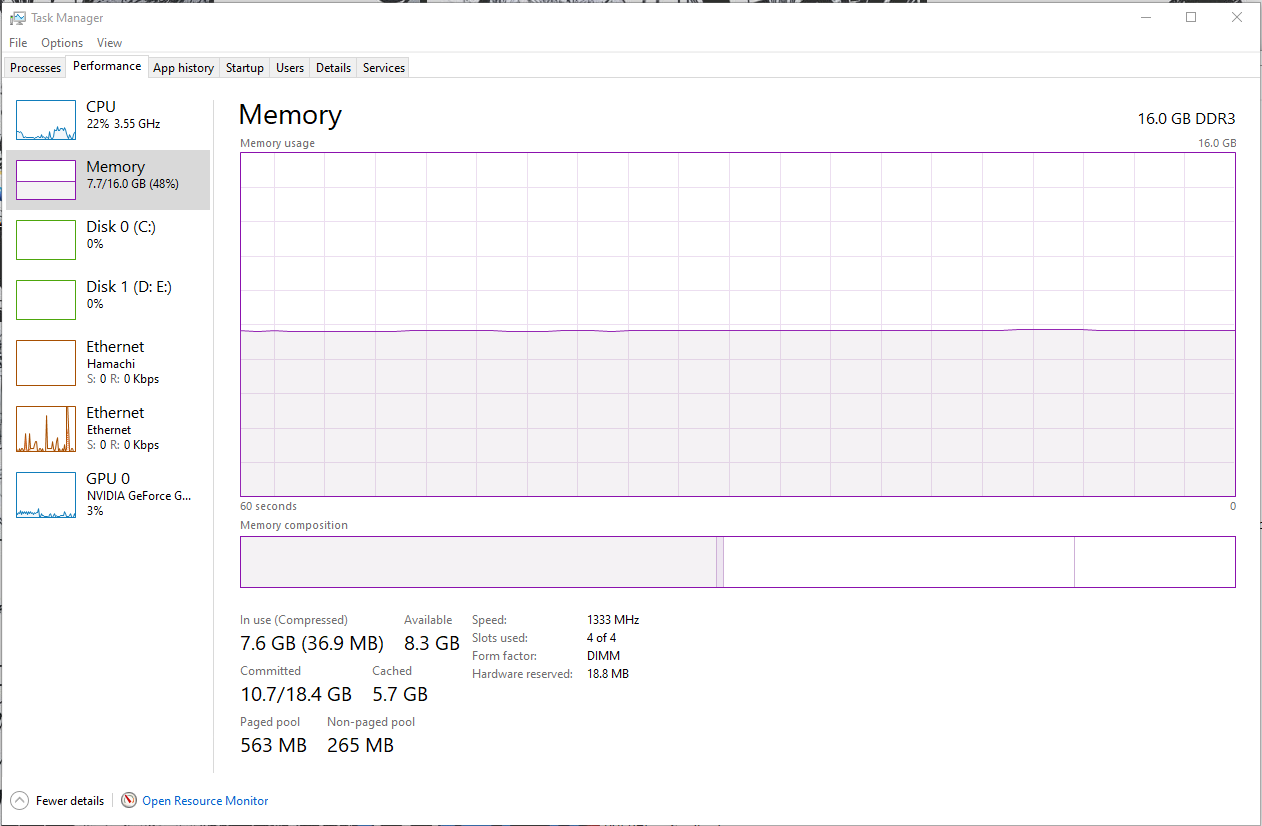 Task Manager
File Options View
Processes Performance App history Startup Users Details Services
CPU
22% 3.55 GHz
Memory
7.7/16.0 GB (48%)
Disk 0 (C:)
0%
Disk 1 (D: E:)
0%
Ethernet
Hamachi
S: 0 R: 0 Kbps
Ethernet
Ethernet
S: 0 R: 0 Kbps
GPU 0
NVIDIA GeForce G...
3%
Memory 16.0 GB DDR3
Memory usage 16.0 GB
60 seconds 0
Memory composition
In use (Compressed) Available
7.6 GB (36.9 MB) 8.3 GB
Committed Cached
10.7/18.4 GB 5.7 GB
Paged pool Non-paged pool
563 MB 265 MB
Speed: 1333 MHz
Slots used: 4 of 4
Form factor: DIMM
Hardware reserved: 18.8 MB
Fewer details Open Resource Monitor